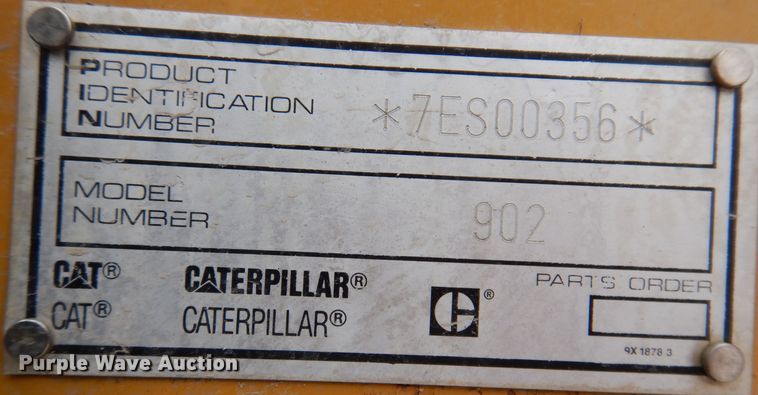 PRODUCT
IDENTIFICATION
NUMBER
*7ES00356*
MODEL
NUMBER
902
CAT® CATERPILLAR®
PARTS ORDER
CAT® CATERPILLAR®
C ®
9X 1878 3
Purple Wave Auction